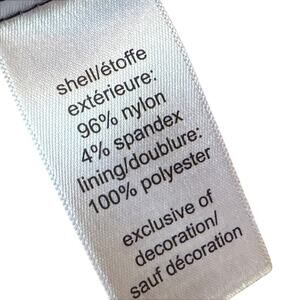 shell/étoffe
extérieure:
96% nylon
4% spandex
lining/doublure:
100% polyester
exclusive of
decoration/
sauf décoration